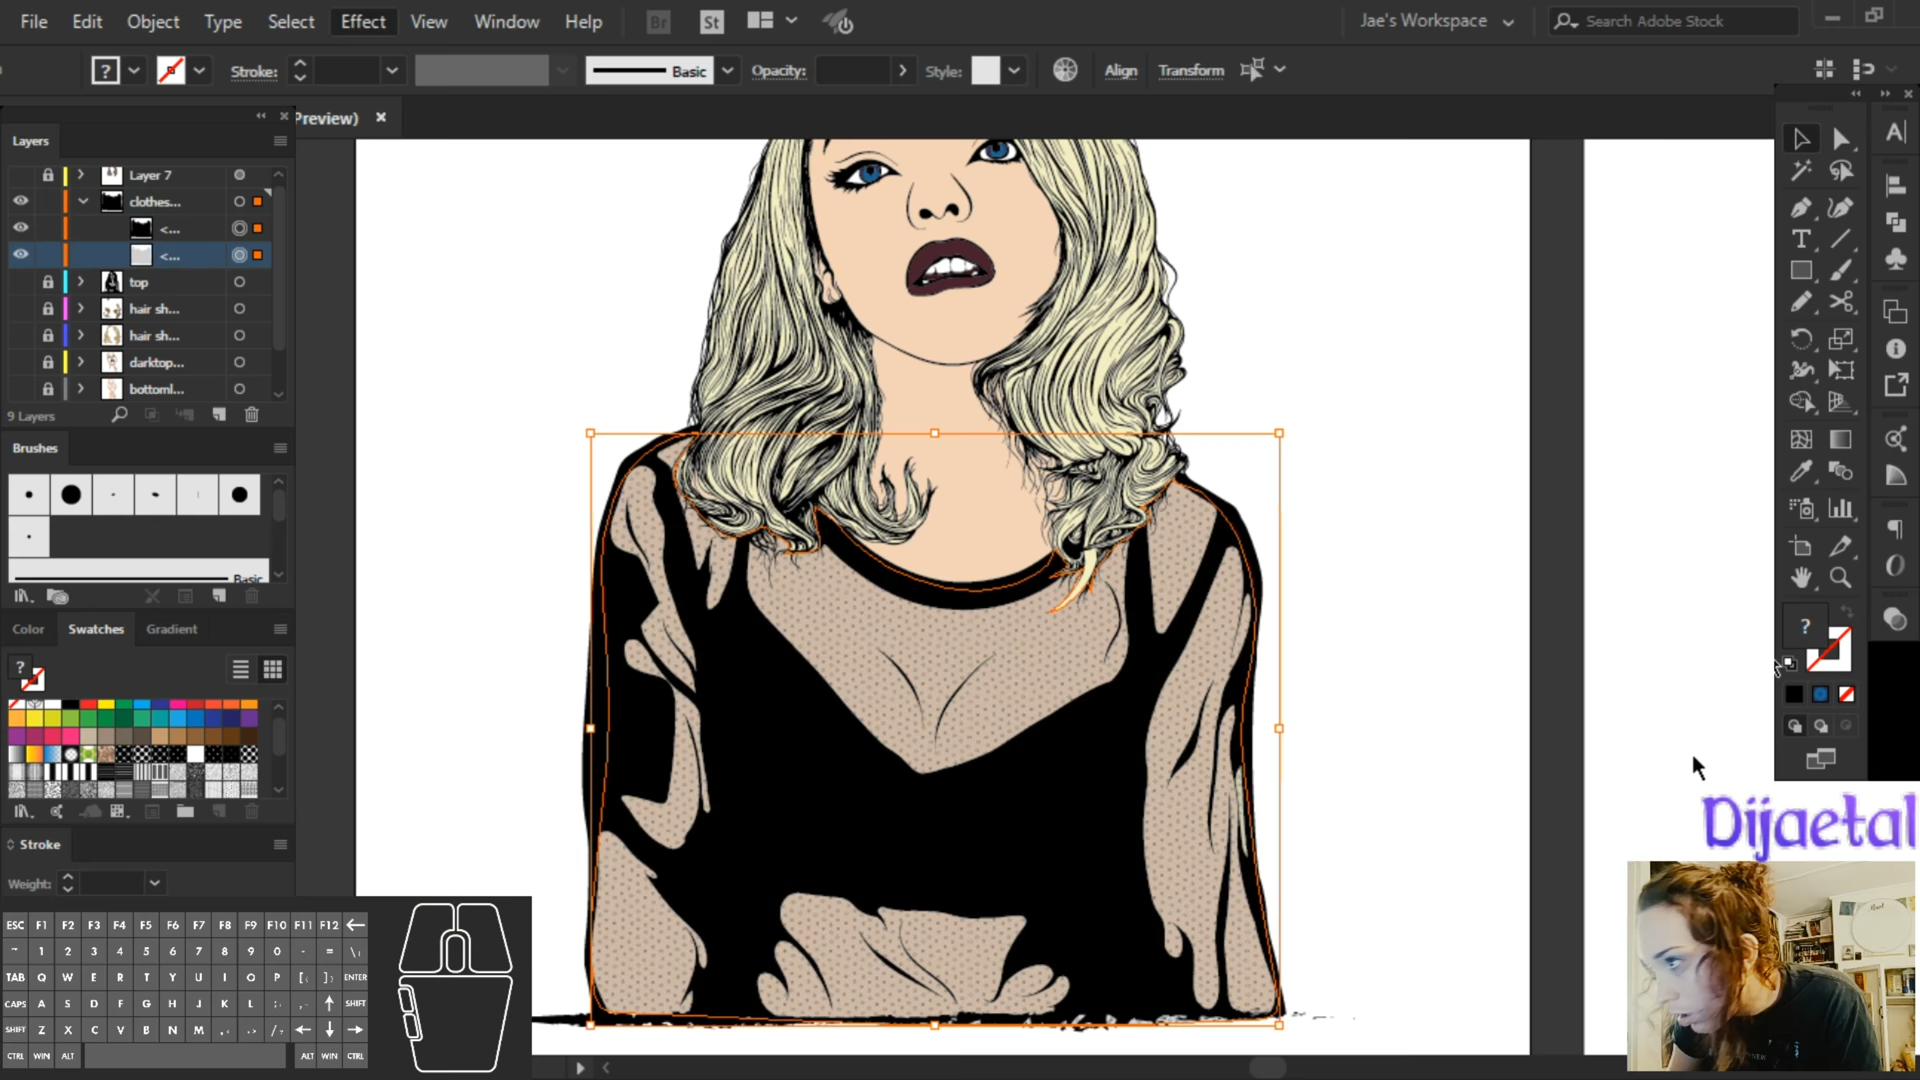 File Edit Object Type Select Effect View Window Help Br St Jae's Workspace Search Adobe Stock
? Stroke: Basic Opacity: Style: Align Transform
Preview) ×
Layers
Layer 7
clothes...
<...
<...
top
hair sh...
hair sh...
darktop...
bottoml...
9 Layers
Brushes
Basic
Color Swatches Gradient
?
Stroke
Weight:
ESC F1 F2 F3 F4 F5 F6 F7 F8 F9 F10 F11 F12
~ 1 2 3 4 5 6 7 8 9 0 - = \|
TAB Q W E R T Y U I O P [{ ]} ENTER
CAPS A S D F G H J K L ;: SHIFT
SHIFT Z X C V B N M ,< .> /?
CTRL WIN ALT ALT WIN CTRL
?
Dijaetal